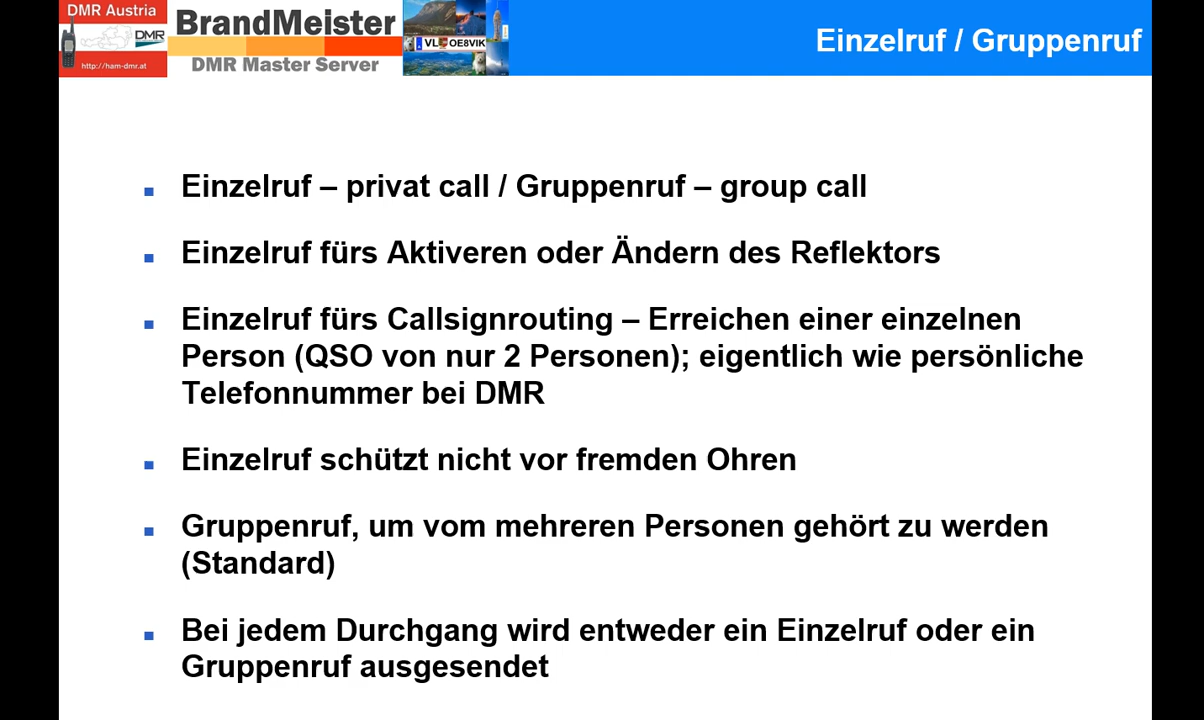 DMR Austria
DMR
http://ham-dmr.at
BrandMeister
DMR Master Server
VL OE8VIK
Einzelruf / Gruppenruf
Einzelruf – privat call / Gruppenruf – group call
Einzelruf fürs Aktiveren oder Ändern des Reflektors
Einzelruf fürs Callsignrouting – Erreichen einer einzelnen
Person (QSO von nur 2 Personen); eigentlich wie persönliche
Telefonnummer bei DMR
Einzelruf schützt nicht vor fremden Ohren
Gruppenruf, um vom mehreren Personen gehört zu werden
(Standard)
Bei jedem Durchgang wird entweder ein Einzelruf oder ein
Gruppenruf ausgesendet